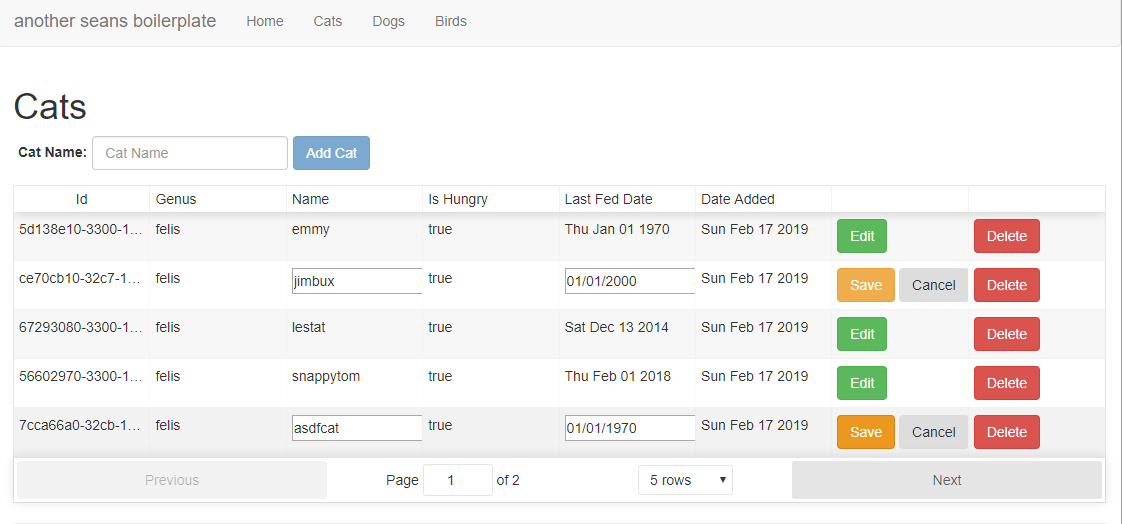 another seans boilerplate Home Cats Dogs Birds
Cats
Cat Name: Cat Name Add Cat
Id Genus Name Is Hungry Last Fed Date Date Added
5d138e10-3300-1… felis emmy true Thu Jan 01 1970 Sun Feb 17 2019 Edit Delete
ce70cb10-32c7-1… felis jimbux true 01/01/2000 Sun Feb 17 2019 Save Cancel Delete
67293080-3300-1… felis lestat true Sat Dec 13 2014 Sun Feb 17 2019 Edit Delete
56602970-3300-1… felis snappytom true Thu Feb 01 2018 Sun Feb 17 2019 Edit Delete
7cca66a0-32cb-1… felis asdfcat true 01/01/1970 Sun Feb 17 2019 Save Cancel Delete
Previous Page 1 of 2 5 rows Next